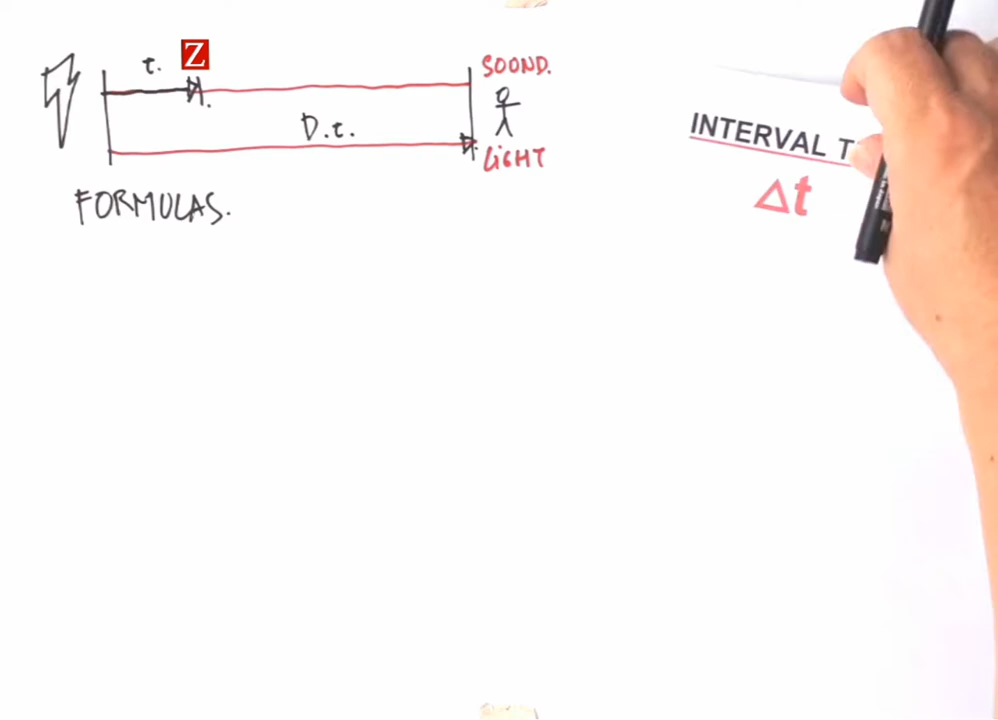 t. Z
SOOND.
D.t.
LiGHT
FORMULAS.
INTERVAL T
Δt